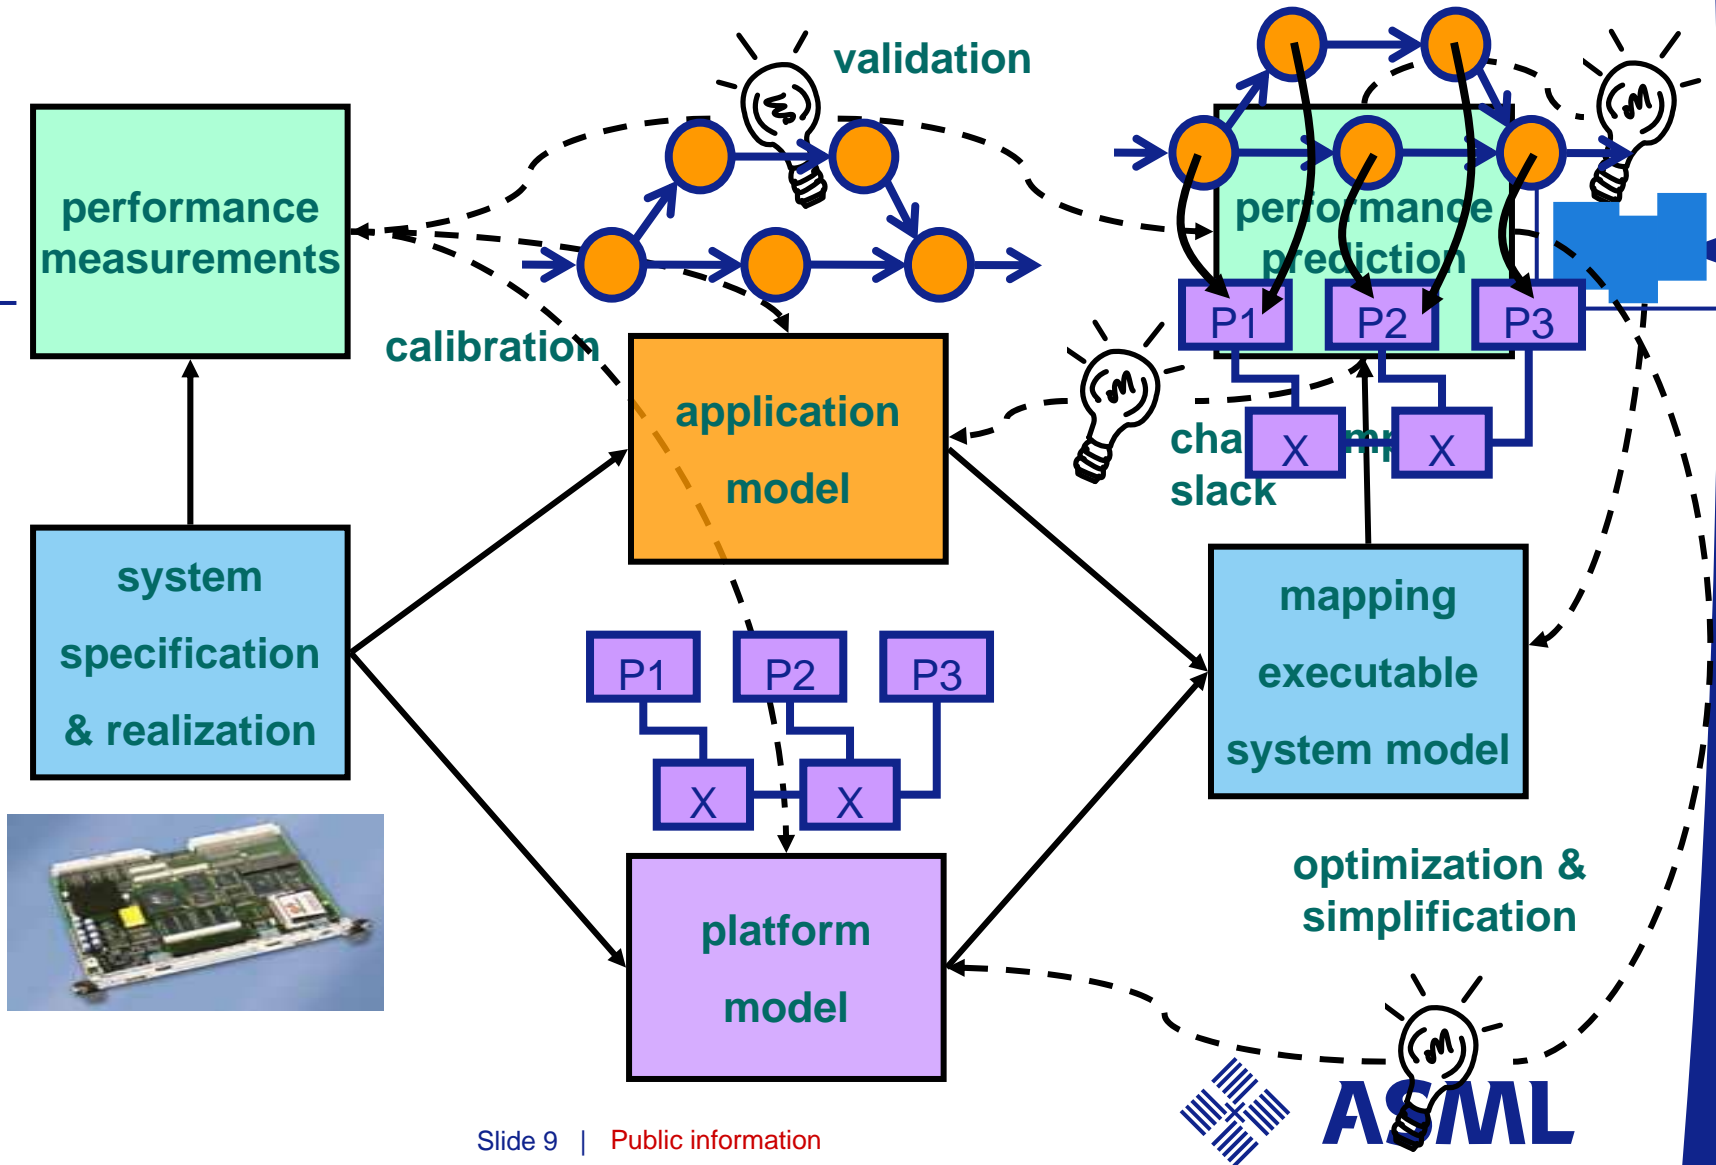 validation
performance
measurements
performance
prediction
P1
P2
P3
calibration
application
model
X
X
slack
system
specification
& realization
mapping
executable
system model
P1
P2
P3
X
X
optimization &
simplification
platform
model
ASML
Slide 9 | Public information